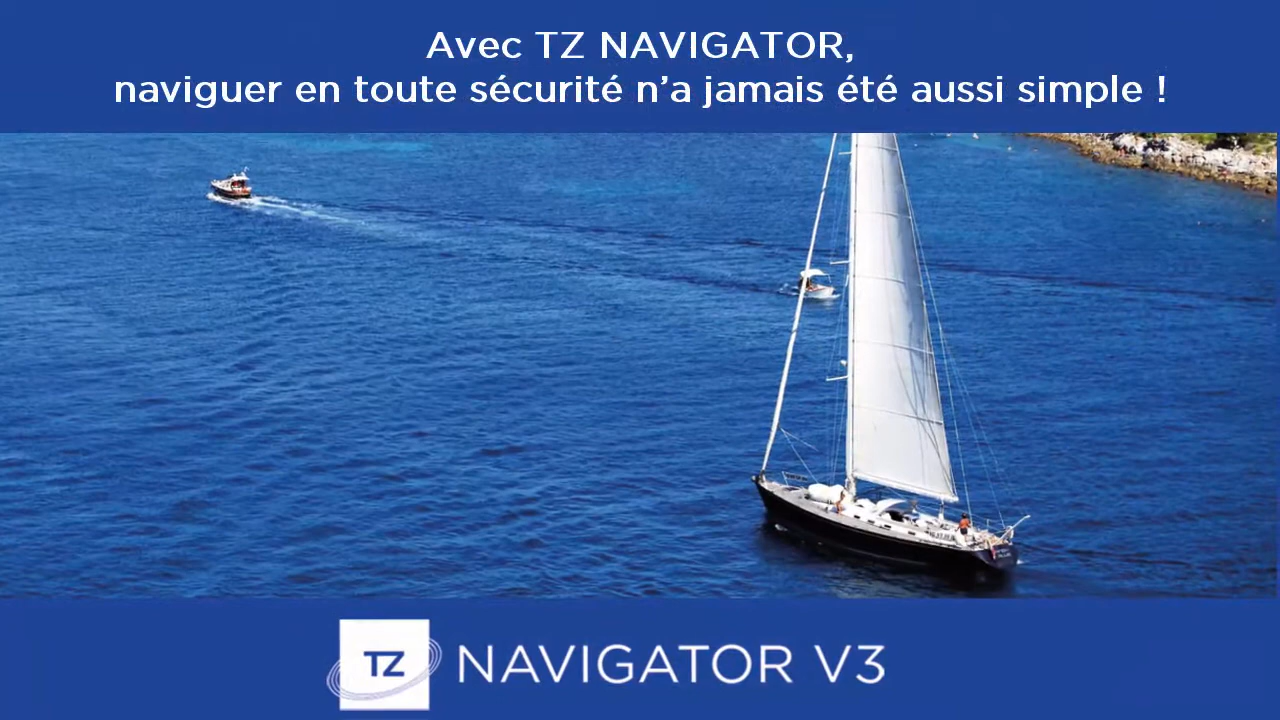 Avec TZ NAVIGATOR,
naviguer en toute sécurité n’a jamais été aussi simple !
TZ NAVIGATOR V3